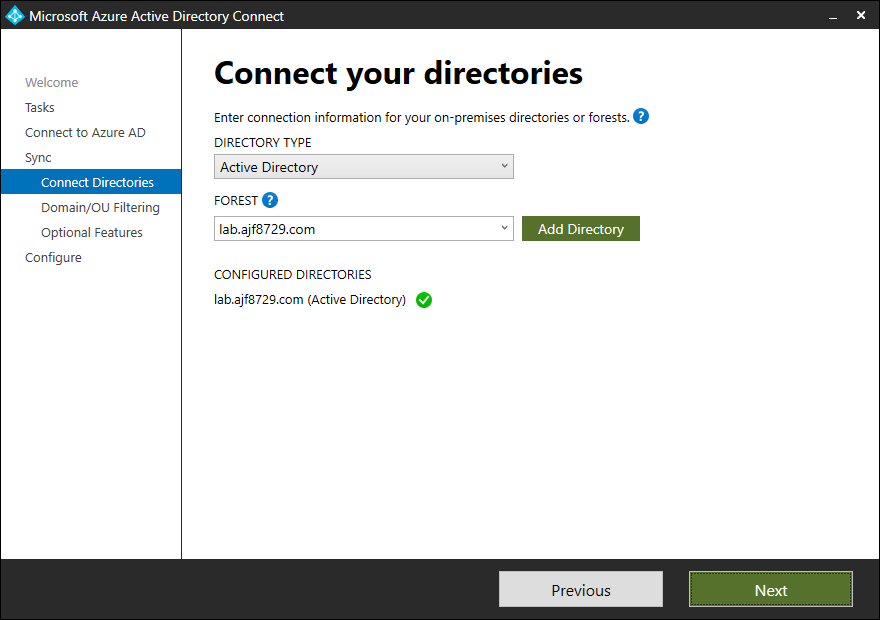 Microsoft Azure Active Directory Connect
Welcome
Tasks
Connect to Azure AD
Sync
Connect Directories
Domain/OU Filtering
Optional Features
Configure
Connect your directories
Enter connection information for your on-premises directories or forests. ?
DIRECTORY TYPE
Active Directory
FOREST ?
lab.ajf8729.com
Add Directory
CONFIGURED DIRECTORIES
lab.ajf8729.com (Active Directory)
Previous
Next